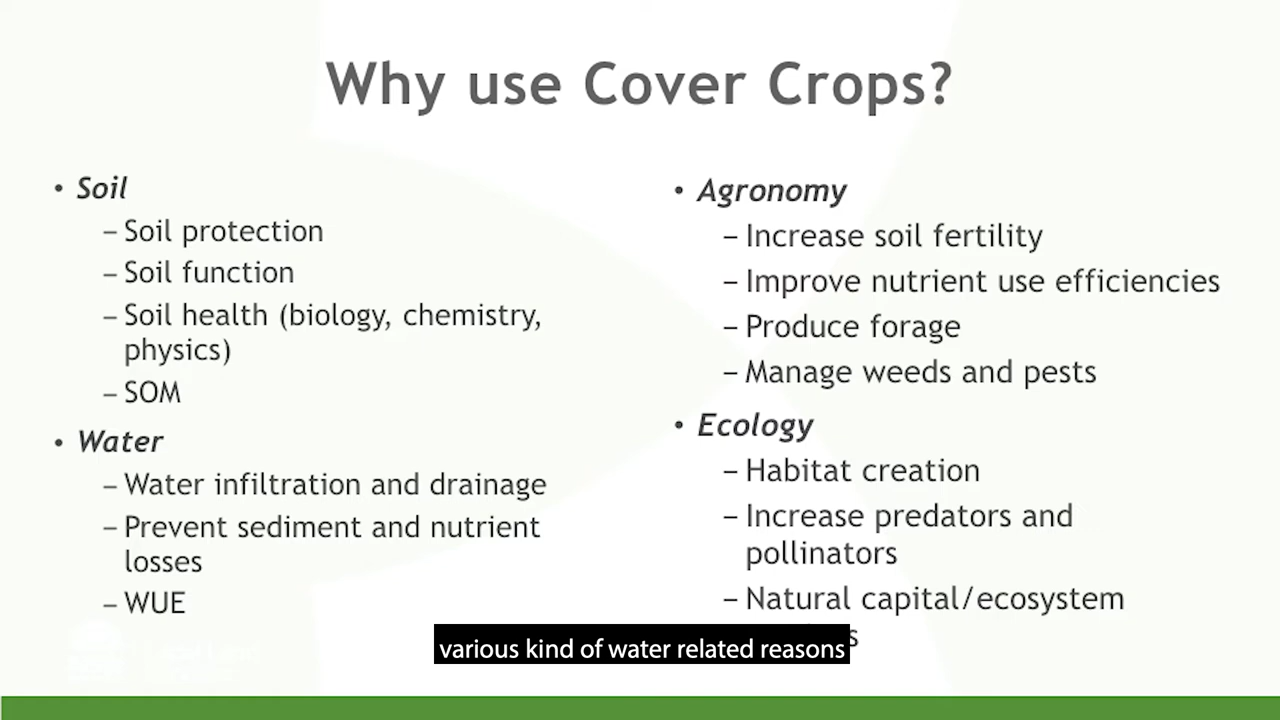 Why use Cover Crops?
• Soil
– Soil protection
– Soil function
– Soil health (biology, chemistry,
physics)
– SOM
• Water
– Water infiltration and drainage
– Prevent sediment and nutrient
losses
– WUE
• Agronomy
– Increase soil fertility
– Improve nutrient use efficiencies
– Produce forage
– Manage weeds and pests
• Ecology
– Habitat creation
– Increase predators and
pollinators
– Natural capital/ecosystem
various kind of water related reasons